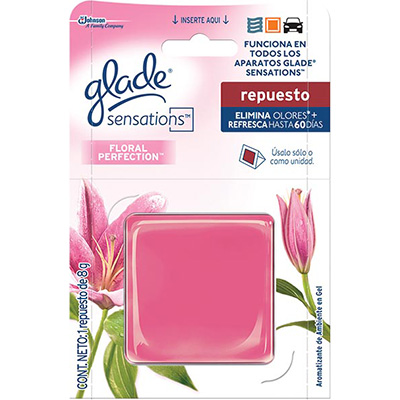 SC Johnson
A Family Company
↓ INSERTE AQUÍ ↓
glade®
sensations™
FLORAL
PERFECTION™
FUNCIONA EN
TODOS LOS
APARATOS GLADE®
SENSATIONS™
repuesto
ELIMINA OLORES*+
REFRESCA HASTA 60 DÍAS
Úsalo sólo o
como unidad.
CONT. NETO: 1 repuesto de 8 g
Aromatizante de Ambiente en Gel